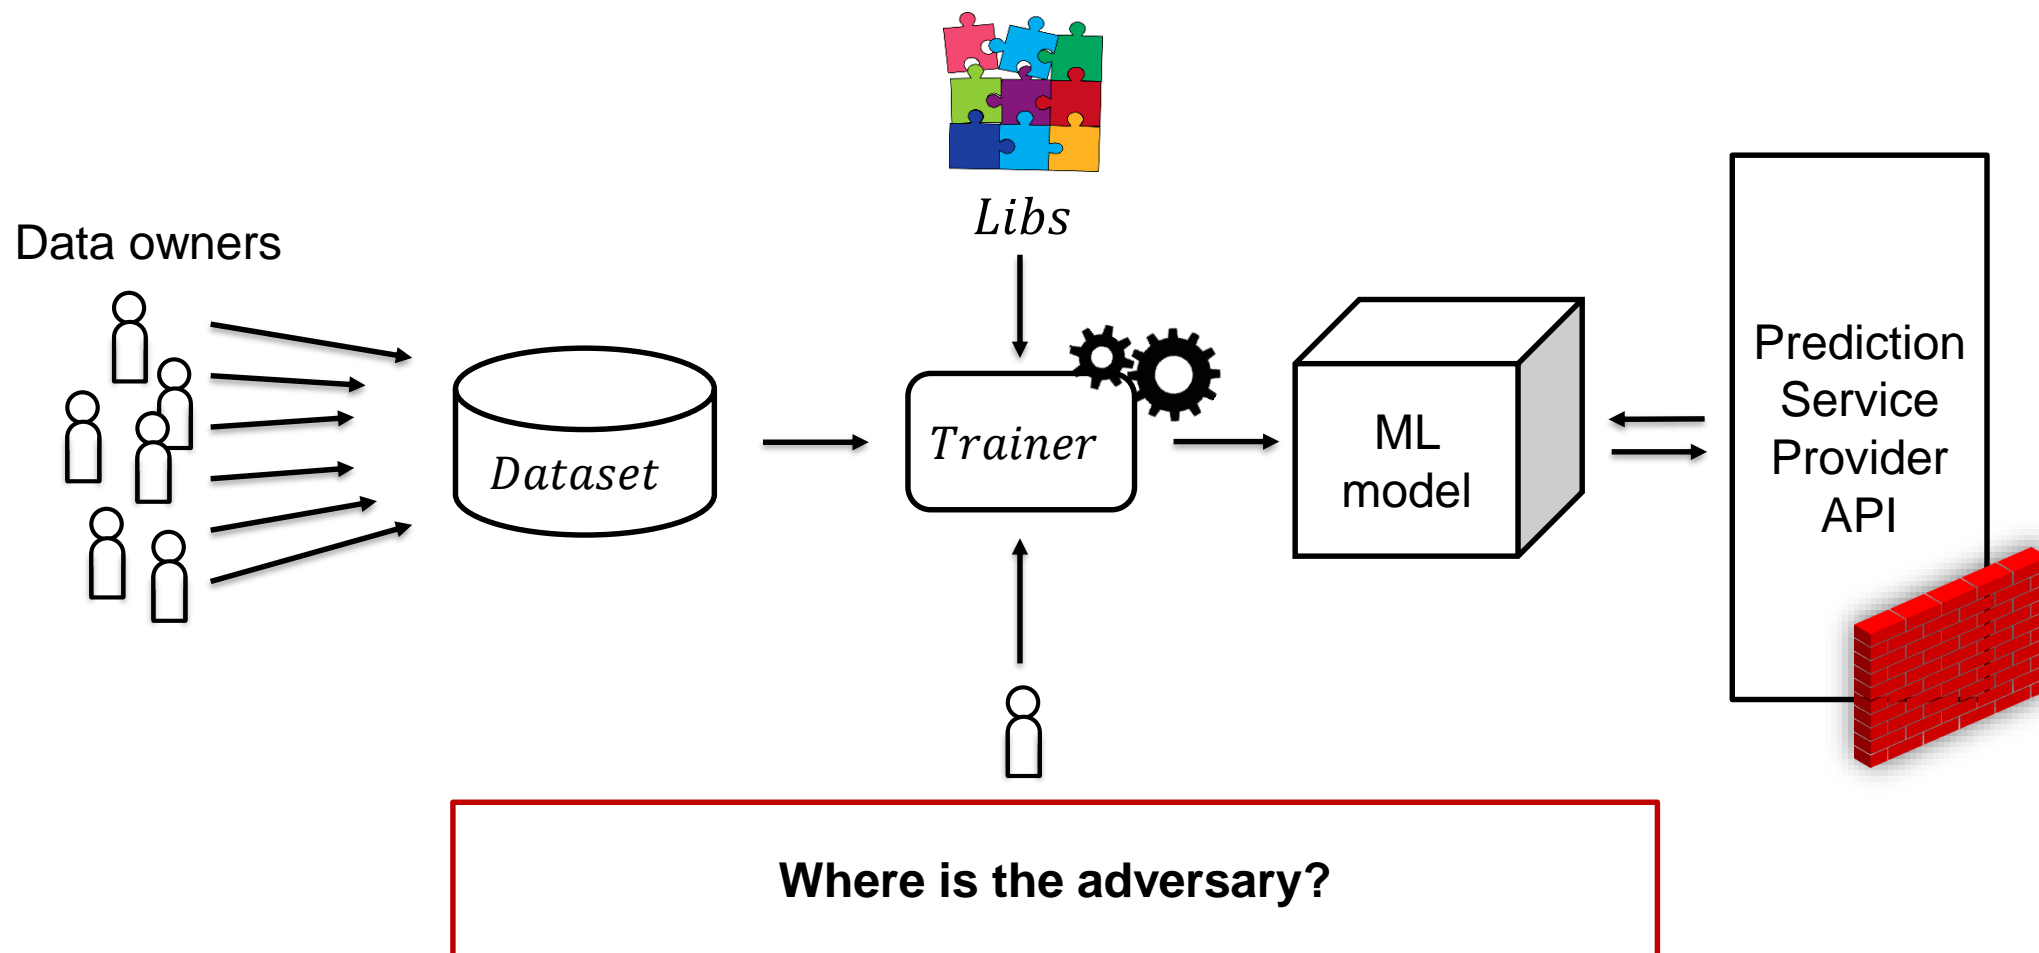 Libs
Data owners
Dataset
Trainer
ML
model
Prediction
Service
Provider
API
Where is the adversary?